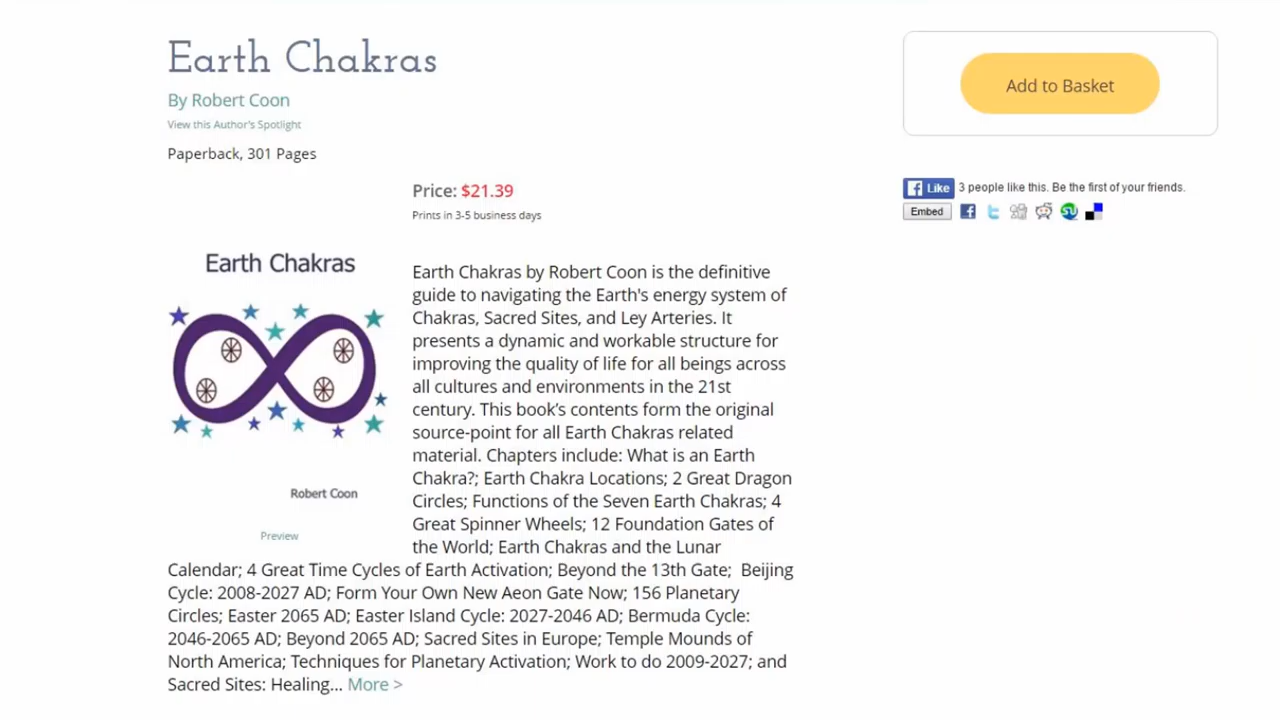 Earth Chakras
By Robert Coon
View this Author's Spotlight
Paperback, 301 Pages
Add to Basket
Like
3 people like this. Be the first of your friends.
Embed
Price: $21.39
Prints in 3-5 business days
Earth Chakras
Robert Coon
Preview
Earth Chakras by Robert Coon is the definitive
guide to navigating the Earth's energy system of
Chakras, Sacred Sites, and Ley Arteries. It
presents a dynamic and workable structure for
improving the quality of life for all beings across
all cultures and environments in the 21st
century. This book’s contents form the original
source-point for all Earth Chakras related
material. Chapters include: What is an Earth
Chakra?; Earth Chakra Locations; 2 Great Dragon
Circles; Functions of the Seven Earth Chakras; 4
Great Spinner Wheels; 12 Foundation Gates of
the World; Earth Chakras and the Lunar
Calendar; 4 Great Time Cycles of Earth Activation; Beyond the 13th Gate; Beijing
Cycle: 2008-2027 AD; Form Your Own New Aeon Gate Now; 156 Planetary
Circles; Easter 2065 AD; Easter Island Cycle: 2027-2046 AD; Bermuda Cycle:
2046-2065 AD; Beyond 2065 AD; Sacred Sites in Europe; Temple Mounds of
North America; Techniques for Planetary Activation; Work to do 2009-2027; and
Sacred Sites: Healing... More >